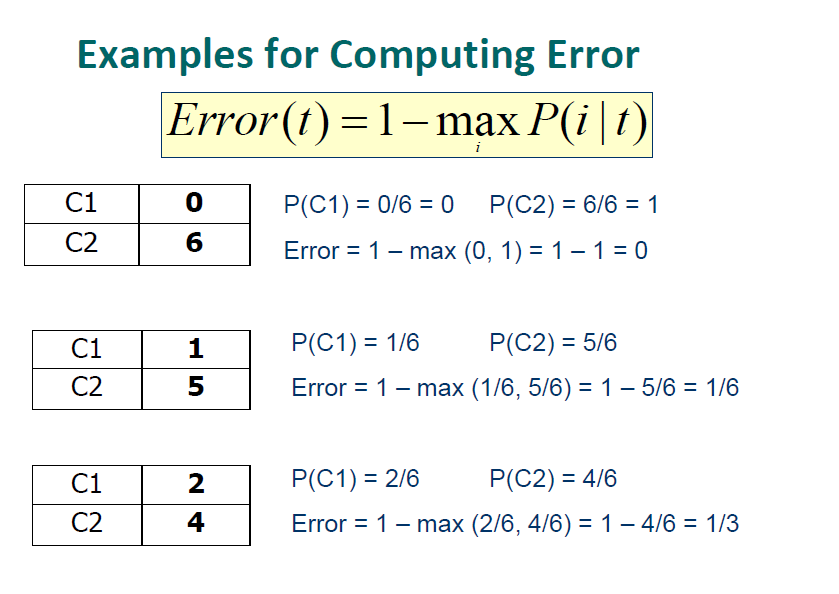 Examples for Computing Error
Error(t) = 1 − max P(i | t)
i
C1 0
C2 6
P(C1) = 0/6 = 0 P(C2) = 6/6 = 1
Error = 1 – max (0, 1) = 1 – 1 = 0
C1 1
C2 5
P(C1) = 1/6 P(C2) = 5/6
Error = 1 – max (1/6, 5/6) = 1 – 5/6 = 1/6
C1 2
C2 4
P(C1) = 2/6 P(C2) = 4/6
Error = 1 – max (2/6, 4/6) = 1 – 4/6 = 1/3